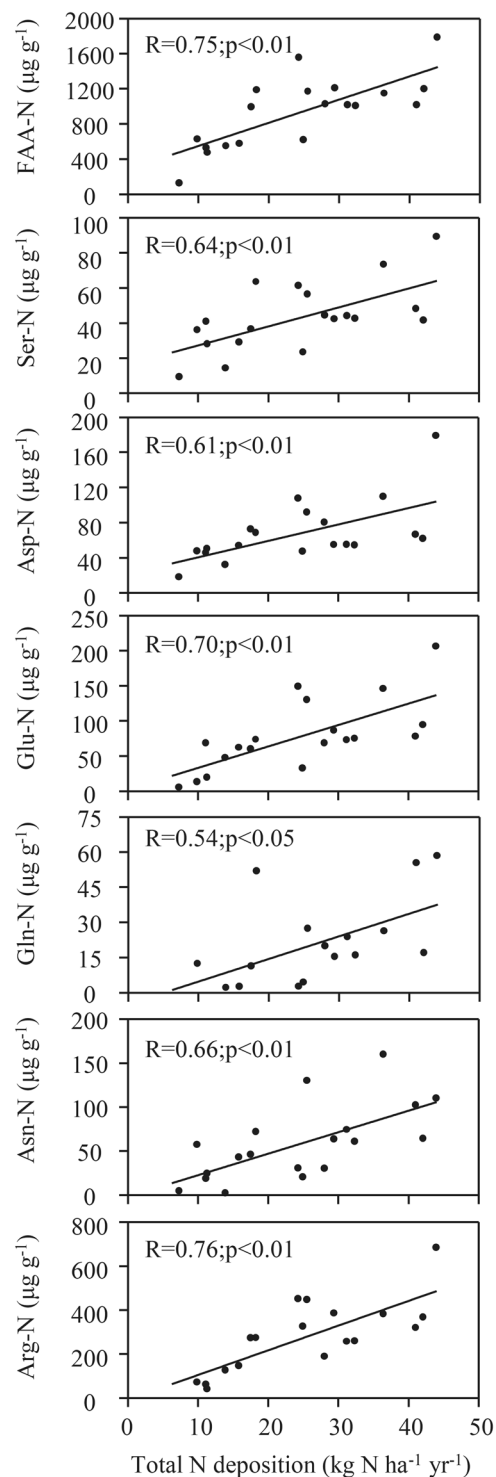 2000
1600
1200
800
400
0
FAA-N (µg g⁻¹)
R=0.75;p<0.01
100
80
60
40
20
0
Ser-N (µg g⁻¹)
R=0.64;p<0.01
200
160
120
80
40
0
Asp-N (µg g⁻¹)
R=0.61;p<0.01
250
200
150
100
50
0
Glu-N (µg g⁻¹)
R=0.70;p<0.01
75
60
45
30
15
0
Gln-N (µg g⁻¹)
R=0.54;p<0.05
200
150
100
50
0
Asn-N (µg g⁻¹)
R=0.66;p<0.01
800
600
400
200
0
Arg-N (µg g⁻¹)
R=0.76;p<0.01
0 10 20 30 40 50
Total N deposition (kg N ha⁻¹ yr⁻¹)